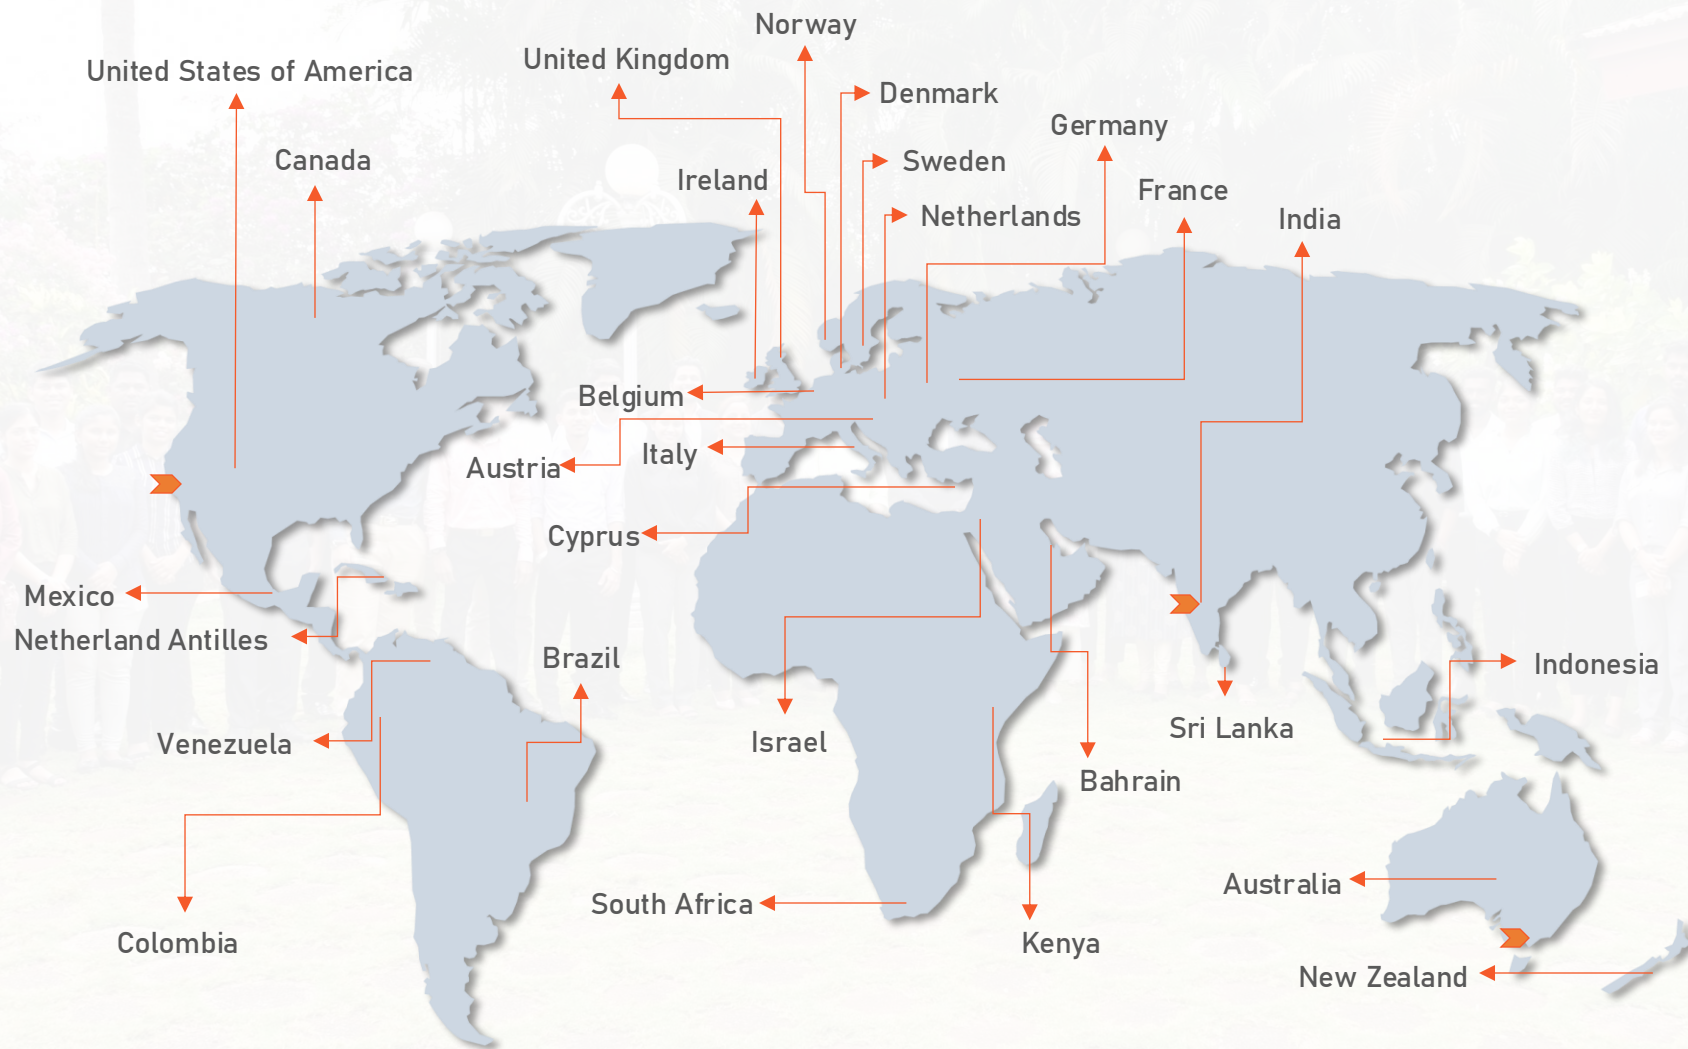 Norway
United Kingdom
United States of America
Denmark
Germany
Canada
Sweden
Ireland
France
Netherlands
India
Belgium
Italy
Austria
Cyprus
Mexico
Netherland Antilles
Brazil
Indonesia
Venezuela
Israel
Sri Lanka
Bahrain
Australia
South Africa
Colombia
Kenya
New Zealand